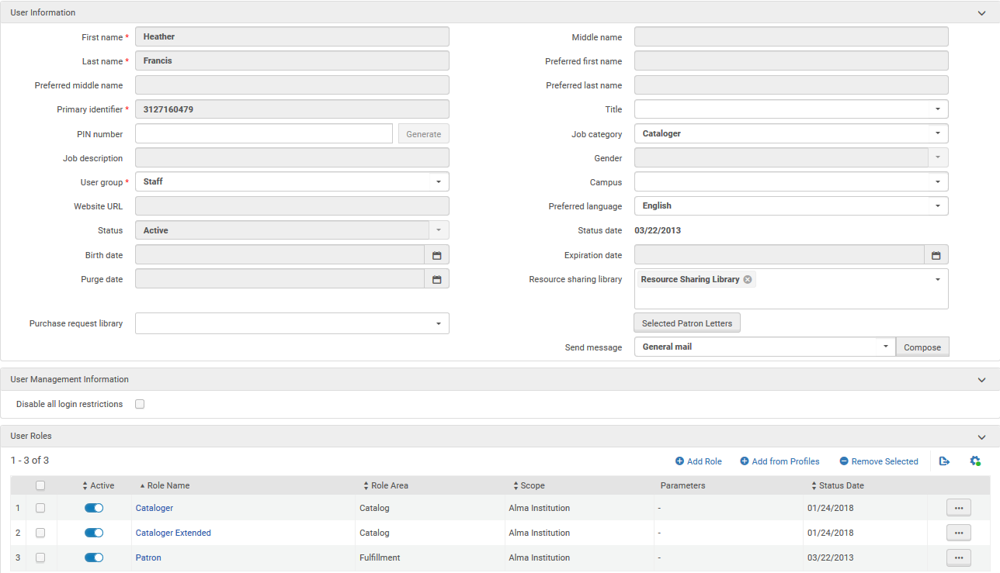 User Information
First name * Heather Middle name
Last name * Francis Preferred first name
Preferred middle name Preferred last name
Primary identifier * 3127160479 Title
PIN number Generate Job category Cataloger
Job description Gender
User group * Staff Campus
Website URL Preferred language English
Status Active Status date 03/22/2013
Birth date Expiration date
Purge date Resource sharing library Resource Sharing Library
Purchase request library Selected Patron Letters
Send message General mail Compose
User Management Information
Disable all login restrictions
User Roles
1 - 3 of 3 Add Role Add from Profiles Remove Selected
Active Role Name Role Area Scope Parameters Status Date
1 Cataloger Catalog Alma Institution - 01/24/2018
2 Cataloger Extended Catalog Alma Institution - 01/24/2018
3 Patron Fulfillment Alma Institution - 03/22/2013